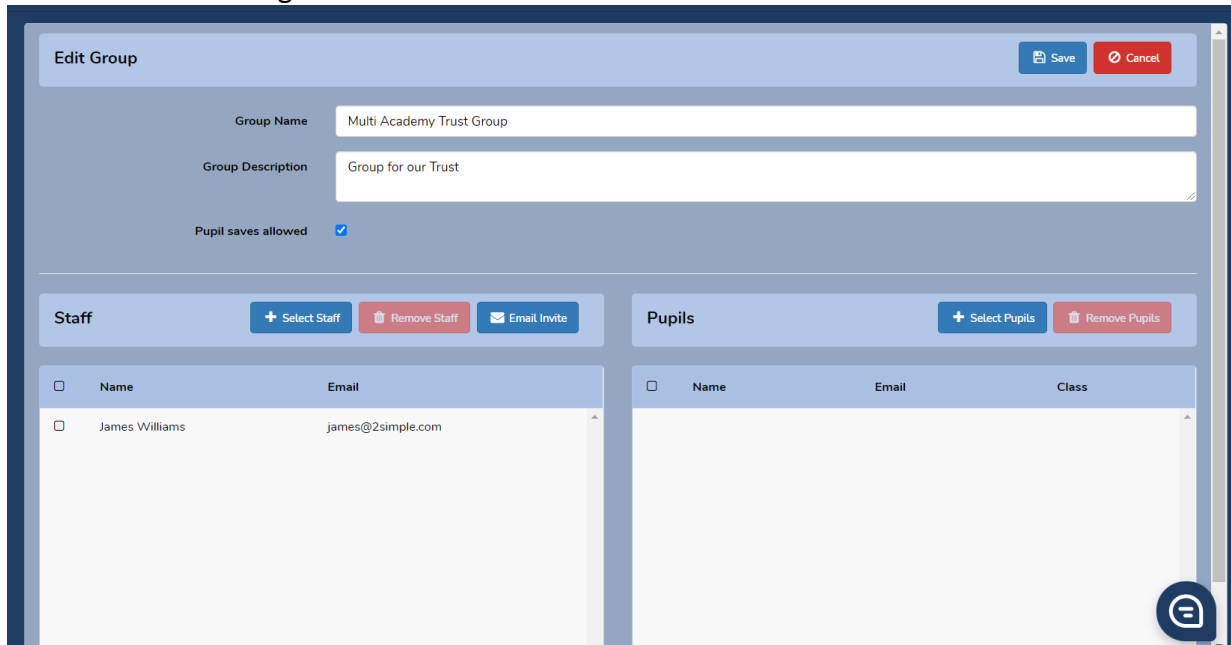 Edit Group
Save
Cancel
Group Name
Multi Academy Trust Group
Group Description
Group for our Trust
Pupil saves allowed
Staff
Select Staff
Remove Staff
Email Invite
Pupils
Select Pupils
Remove Pupils
Name Email
James Williams james@2simple.com
Name Email Class